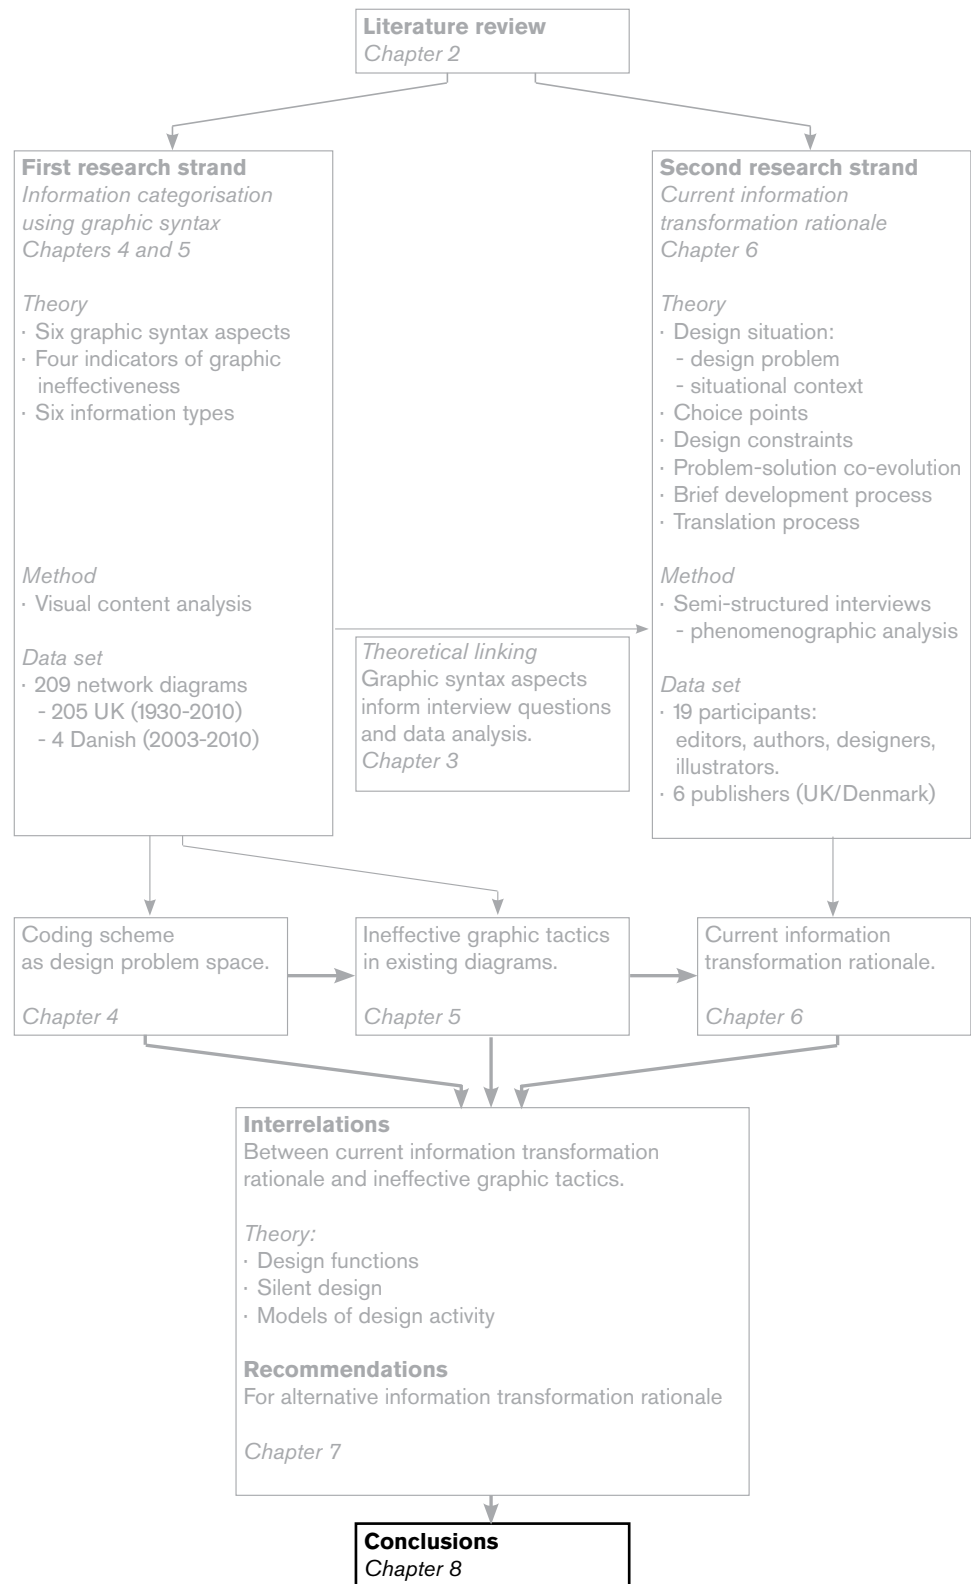 Literature review
Chapter 2
First research strand
Information categorisation
using graphic syntax
Chapters 4 and 5
Theory
· Six graphic syntax aspects
· Four indicators of graphic
ineffectiveness
· Six information types
Method
· Visual content analysis
Data set
· 209 network diagrams
- 205 UK (1930-2010)
- 4 Danish (2003-2010)
Theoretical linking
Graphic syntax aspects
inform interview questions
and data analysis.
Chapter 3
Second research strand
Current information
transformation rationale
Chapter 6
Theory
· Design situation:
- design problem
- situational context
· Choice points
· Design constraints
· Problem-solution co-evolution
· Brief development process
· Translation process
Method
· Semi-structured interviews
- phenomenographic analysis
Data set
· 19 participants:
editors, authors, designers,
illustrators.
· 6 publishers (UK/Denmark)
Coding scheme
as design problem space.
Chapter 4
Ineffective graphic tactics
in existing diagrams.
Chapter 5
Current information
transformation rationale.
Chapter 6
Interrelations
Between current information transformation
rationale and ineffective graphic tactics.
Theory:
· Design functions
· Silent design
· Models of design activity
Recommendations
For alternative information transformation rationale
Chapter 7
Conclusions
Chapter 8